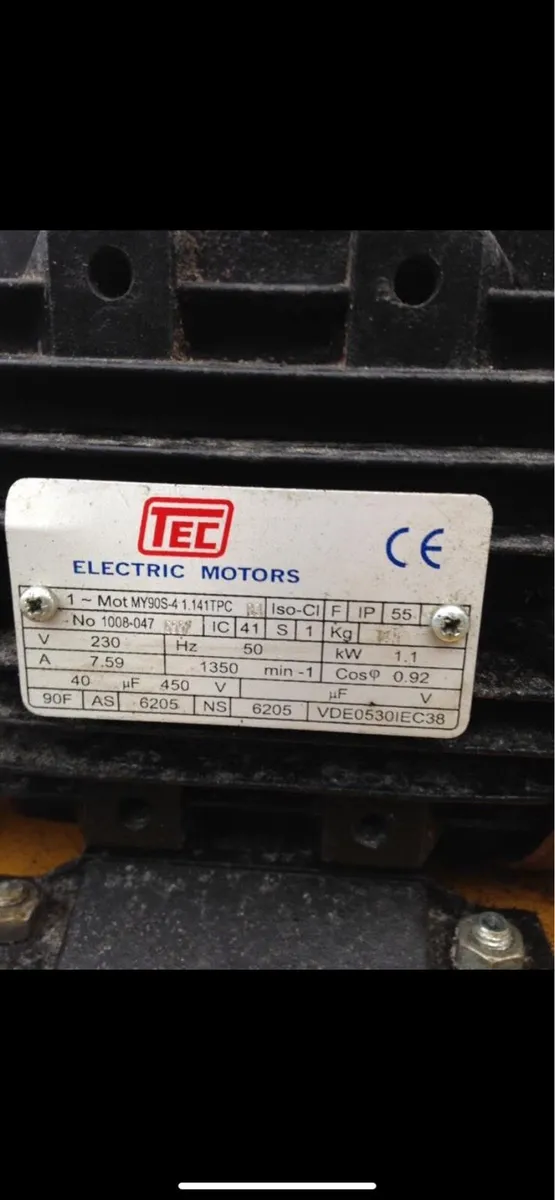 TEC
CE
ELECTRIC MOTORS
1 ~ Mot MY90S-4 1.141TPC Iso-Cl F IP 55
No 1008-047 IC 41 S 1 Kg
V 230 Hz 50 kW 1.1
A 7.59 1350 min -1 Cosφ 0.92
40 µF 450 V µF V
90F AS 6205 NS 6205 VDE0530IEC38